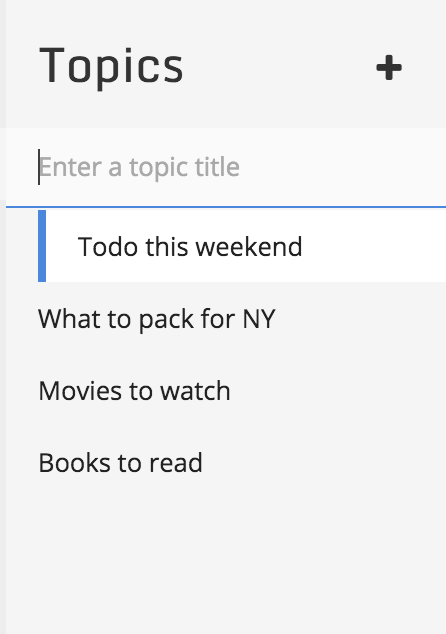 Topics +
Enter a topic title
Todo this weekend
What to pack for NY
Movies to watch
Books to read